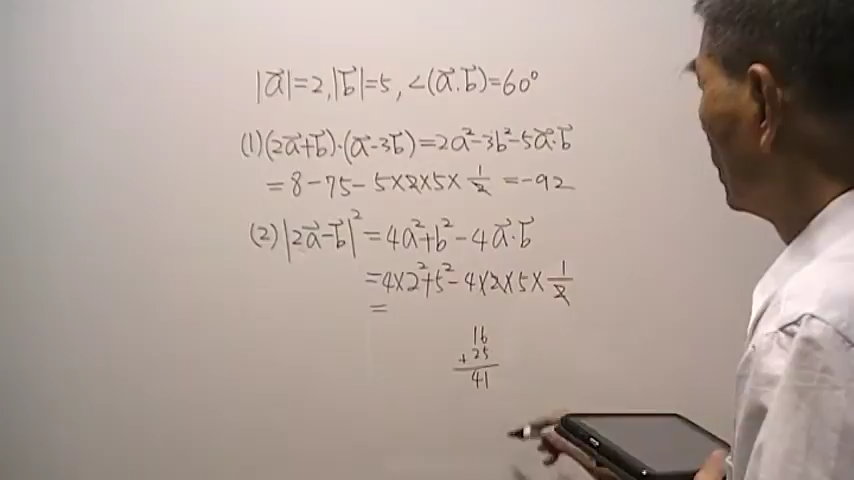 |a⃗|=2,|b⃗|=5,∠(a⃗.b⃗)=60°
(1)(2a⃗+b⃗)·(a⃗-3b⃗)=2a²-3b²-5a⃗·b⃗
=8-75-5×2×5×1/2=-92
(2)|2a⃗-b⃗|²=4a²+b²-4a⃗·b⃗
=4×2²+5²-4×2×5×1/2
=
16
+25
41